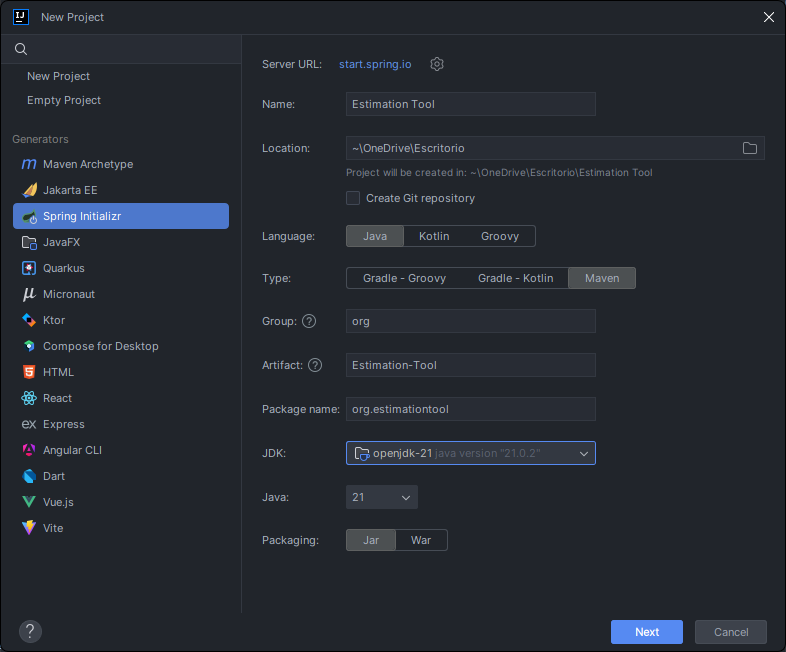 New Project
New Project
Empty Project
Generators
Maven Archetype
Jakarta EE
Spring Initializr
JavaFX
Quarkus
Micronaut
Ktor
Compose for Desktop
HTML
React
ex Express
Angular CLI
Dart
Vue.js
Vite
Server URL: start.spring.io
Name: Estimation Tool
Location: ~\OneDrive\Escritorio
Project will be created in: ~\OneDrive\Escritorio\Estimation Tool
Create Git repository
Language: Java Kotlin Groovy
Type: Gradle - Groovy Gradle - Kotlin Maven
Group: ? org
Artifact: ? Estimation-Tool
Package name: org.estimationtool
JDK: openjdk-21 java version "21.0.2"
Java: 21
Packaging: Jar War
? Next Cancel